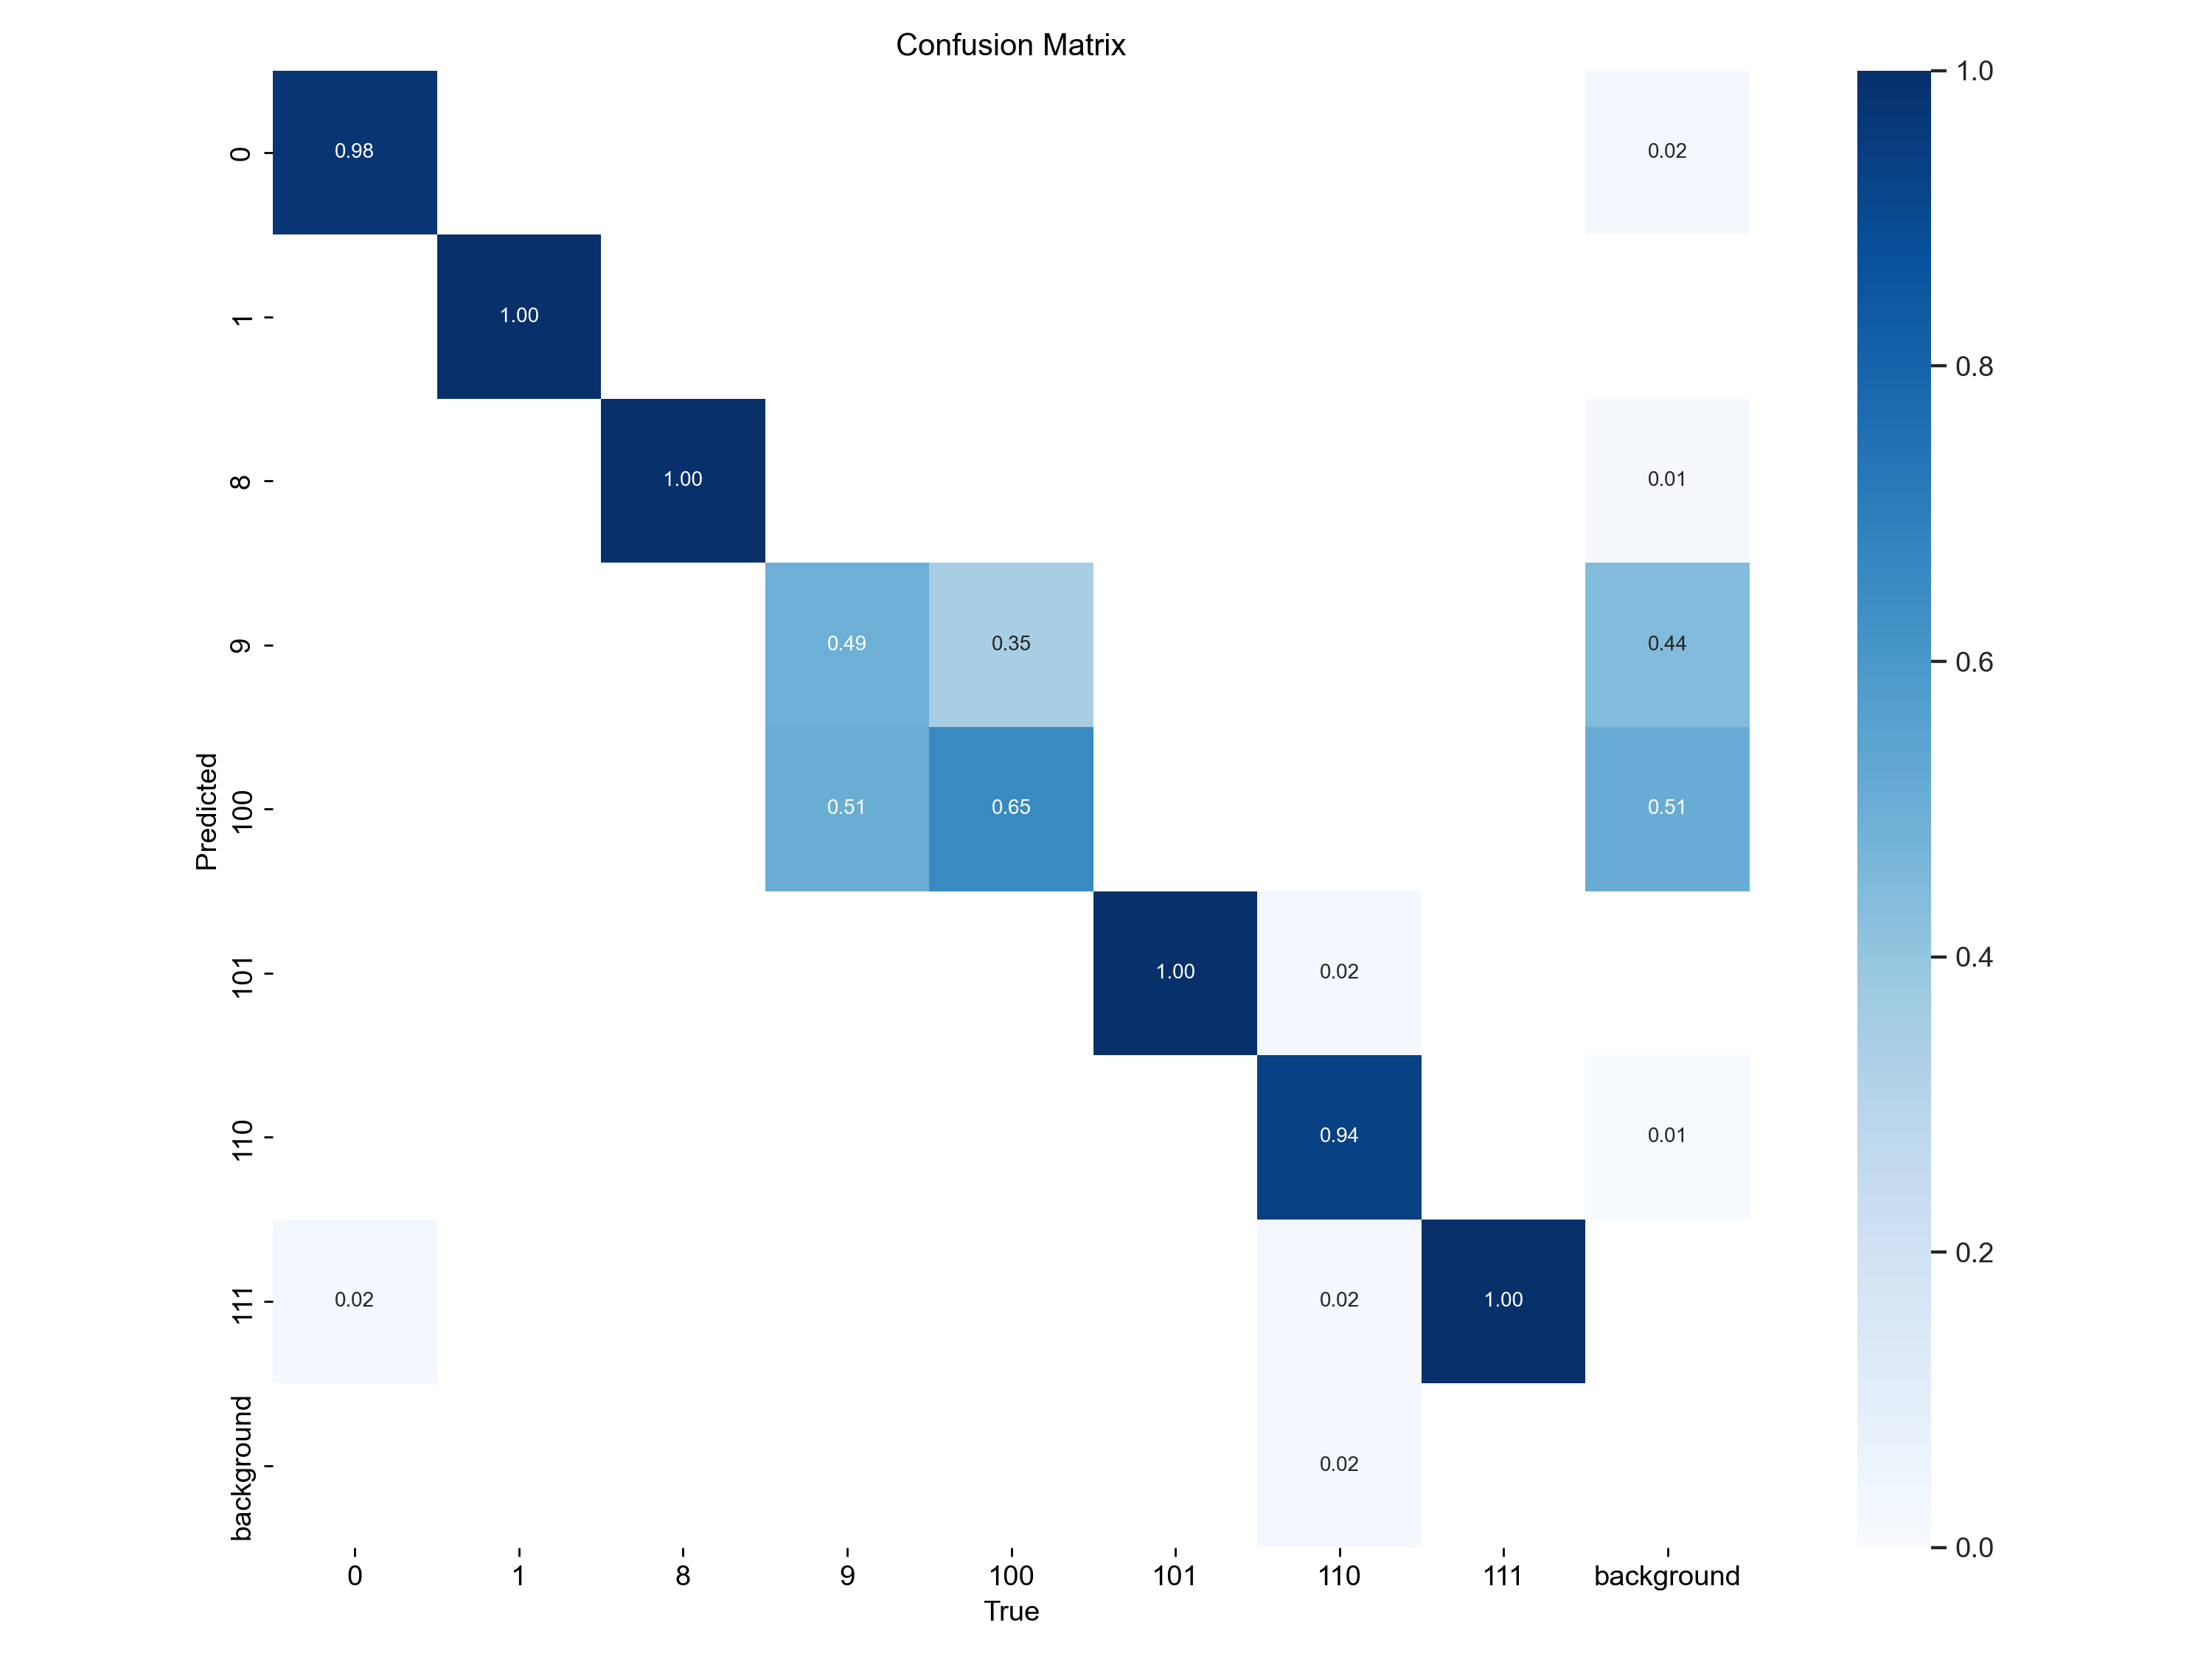 Confusion Matrix
0 0.98 0.02
1 1.00
8 1.00 0.01
9 0.49 0.35 0.44
100 0.51 0.65 0.51
101 1.00 0.02
110 0.94 0.01
111 0.02 0.02 1.00
background 0.02
Predicted
0 1 8 9 100 101 110 111 background
True
1.0
0.8
0.6
0.4
0.2
0.0